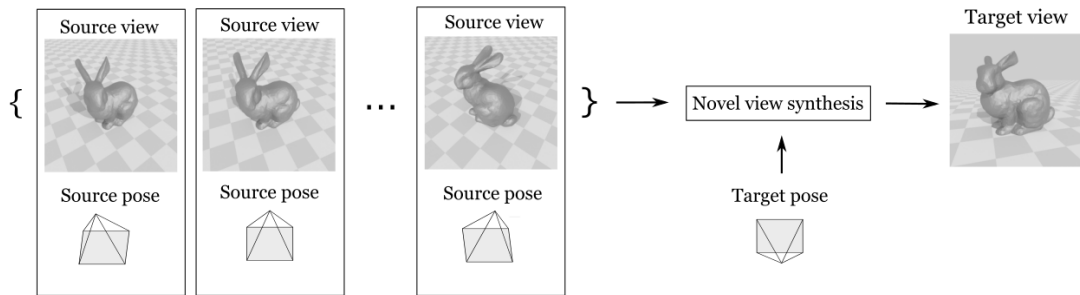 Source view
Source view
Source view
Target view
{
...
}
Novel view synthesis
Source pose
Source pose
Source pose
Target pose